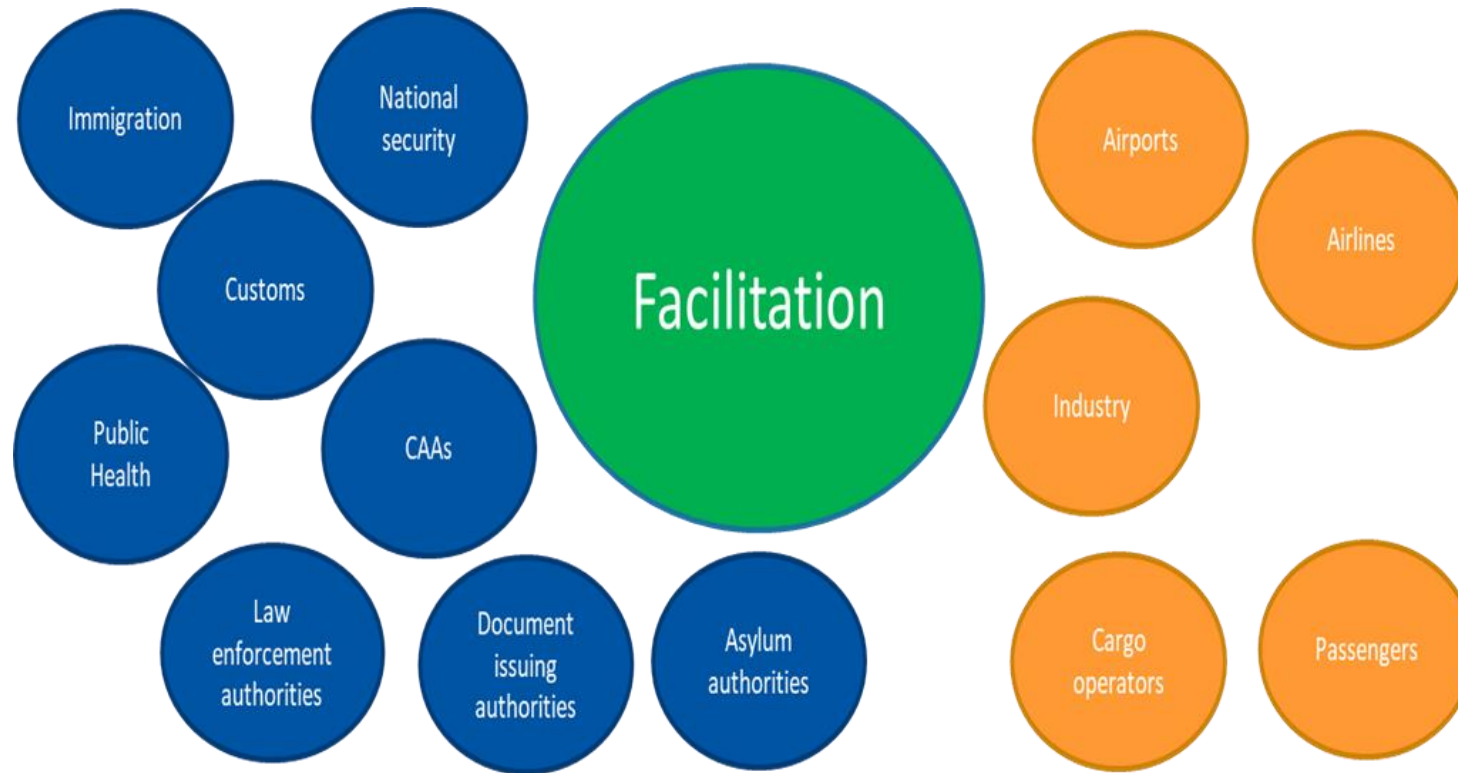 Immigration
National
security
Customs
Public
Health
CAAs
Law
enforcement
authorities
Document
issuing
authorities
Asylum
authorities
Facilitation
Airports
Airlines
Industry
Cargo
operators
Passengers